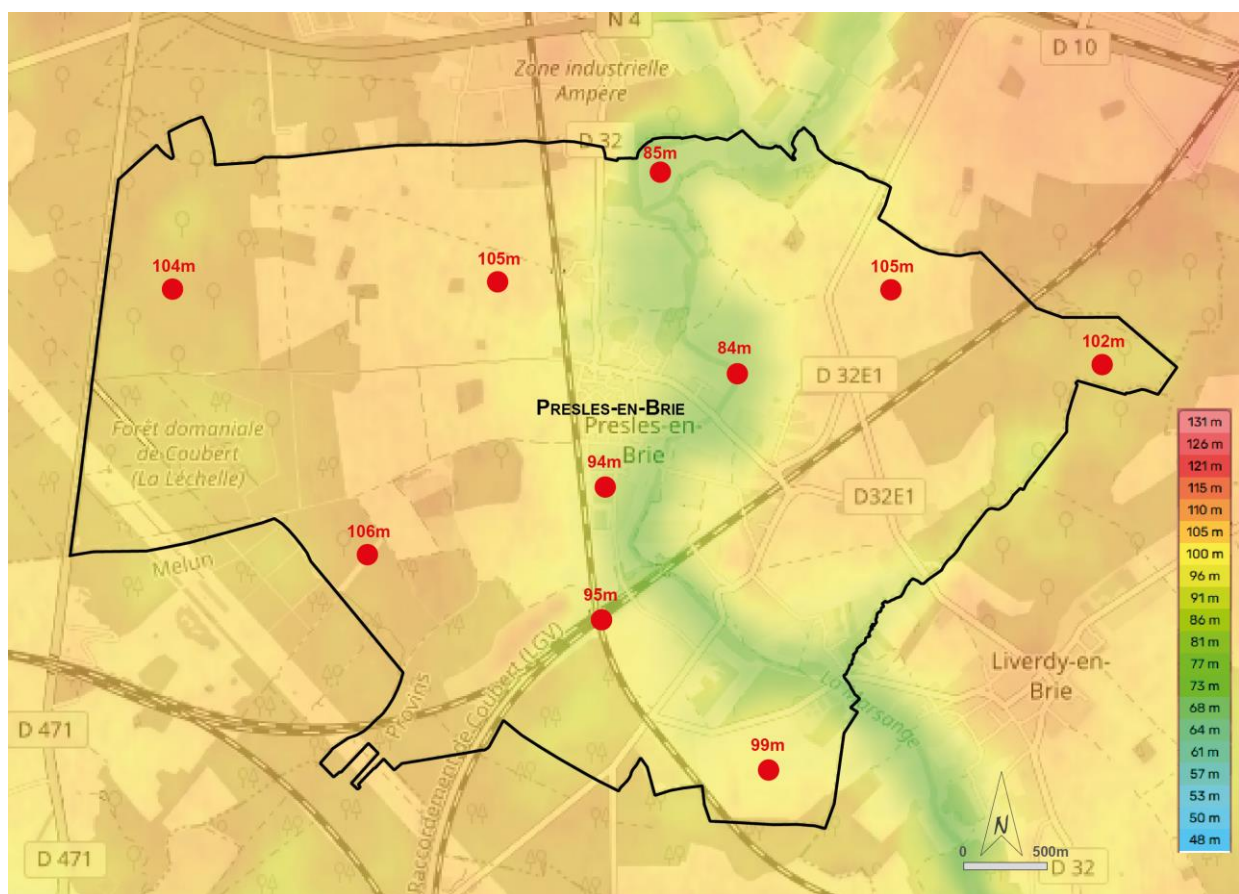 N 4
D 10
Zone industrielle
Ampère
D 32
85m
104m
105m
105m
84m
102m
D 32E1
PRESLES-EN-BRIE
Presles-en-
Brie
Forêt domaniale
de Coubert
(La Léchelle)
94m
D32E1
106m
Melun
95m
Liverdy-en-
Brie
La Marsange
Provins
Raccordement de Coubert (LGV)
D 471
99m
D 471
N
0 500m
D 32
131 m
126 m
121 m
115 m
110 m
105 m
100 m
96 m
91 m
86 m
81 m
77 m
73 m
68 m
64 m
61 m
57 m
53 m
50 m
48 m